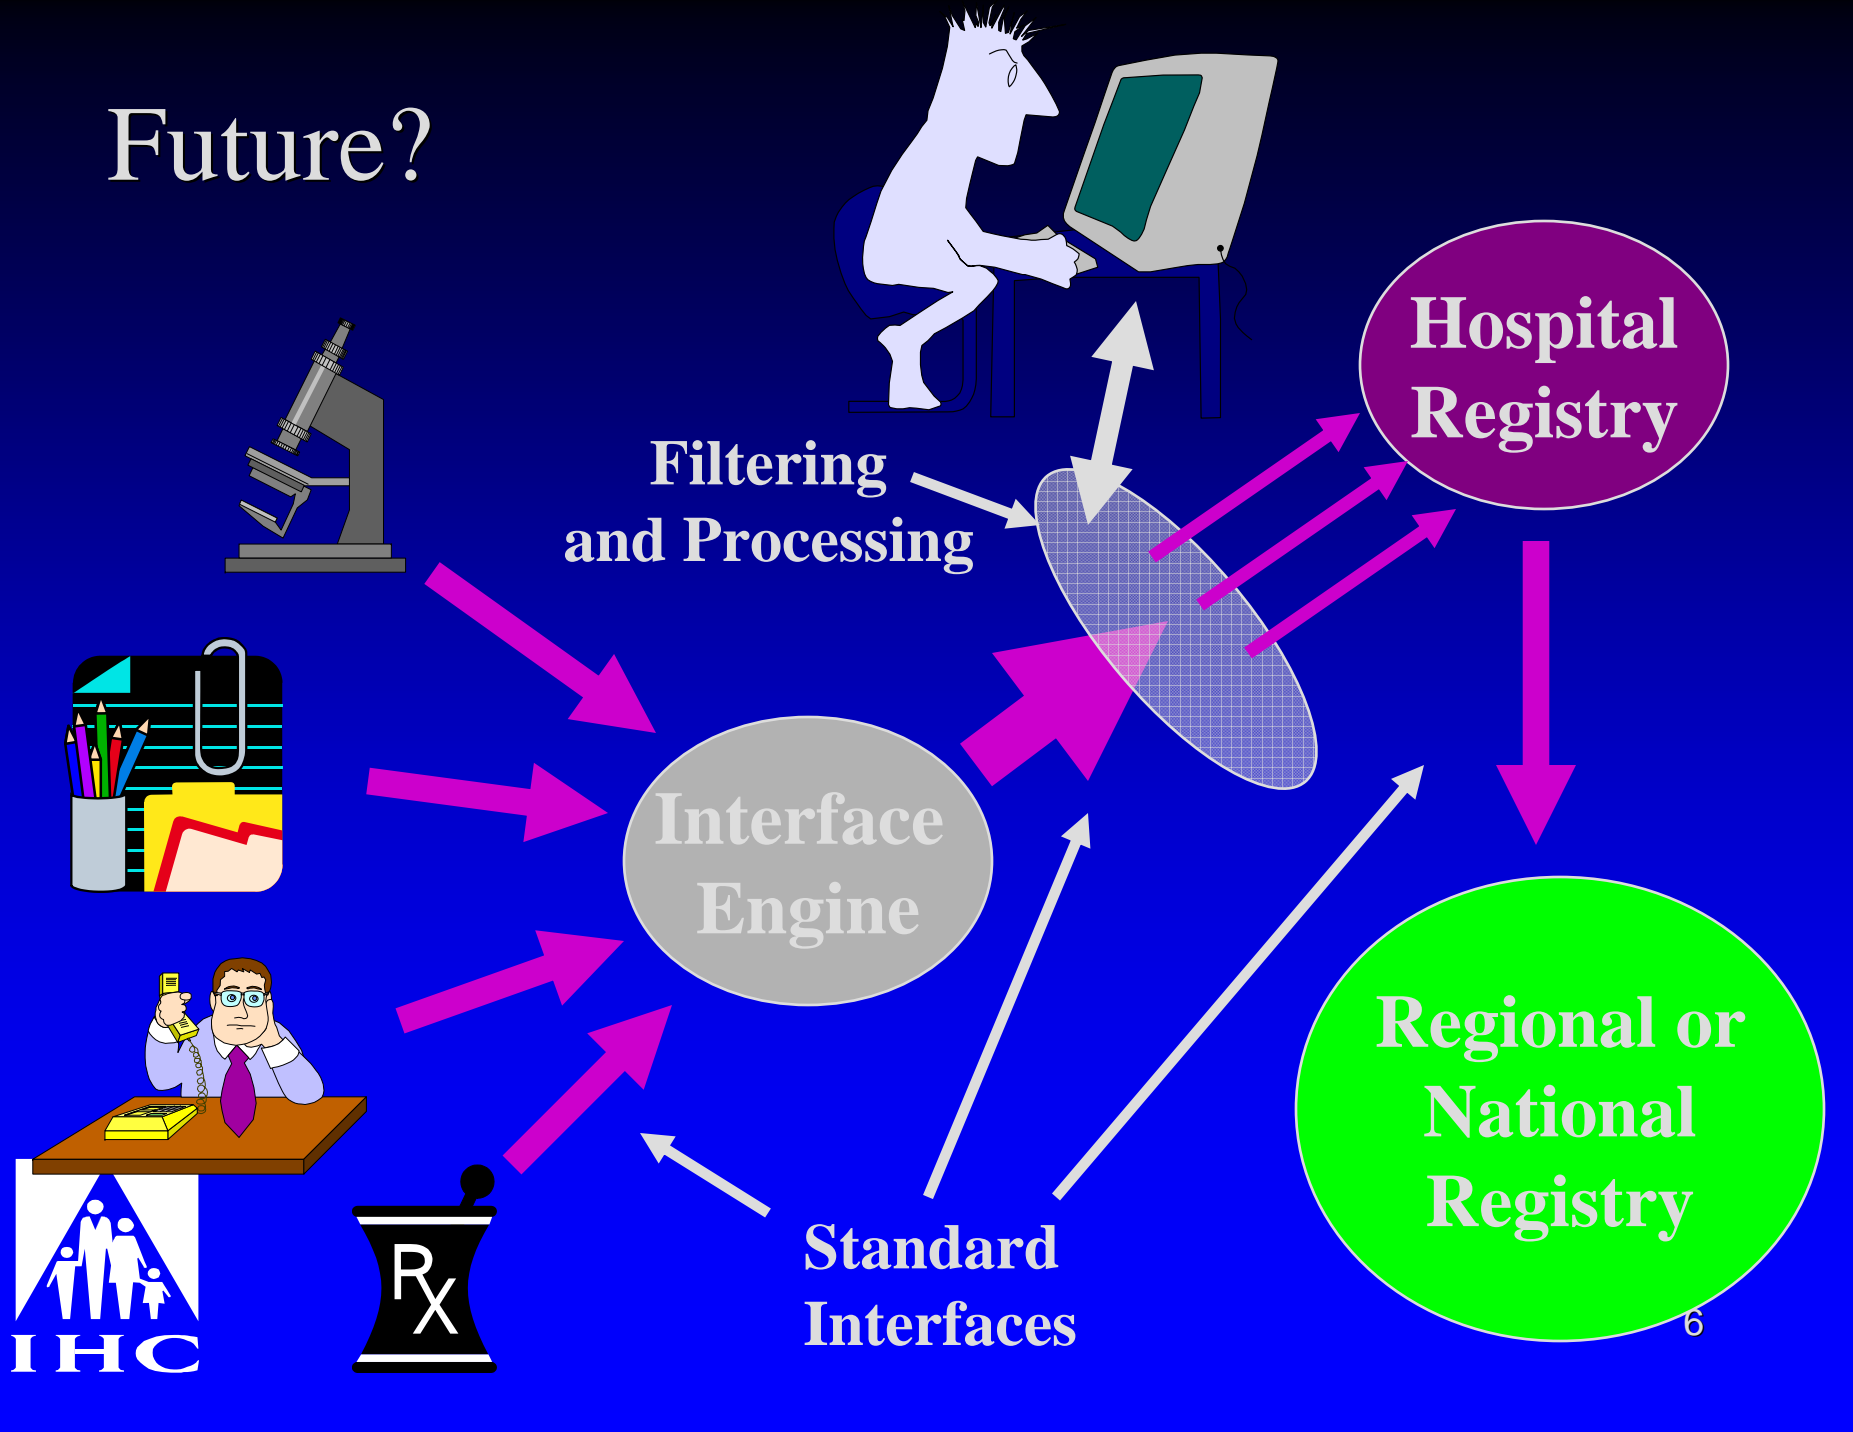 Future?
Hospital
Registry
Filtering
and Processing
Interface
Engine
Regional or
National
Registry
Standard
Interfaces
Rx
IHC
6